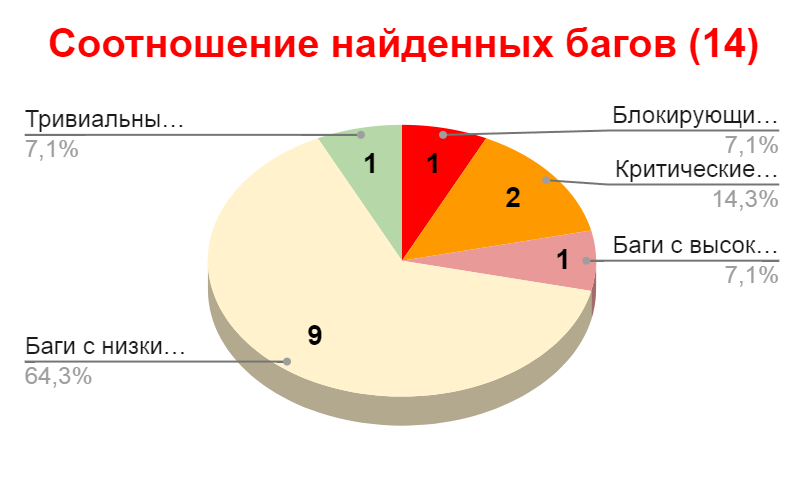 Соотношение найденных багов (14)
Тривиальны…
7,1%
Блокирующи…
7,1%
Критические…
14,3%
Баги с высок…
7,1%
Баги с низки…
64,3%
1
1
2
1
9